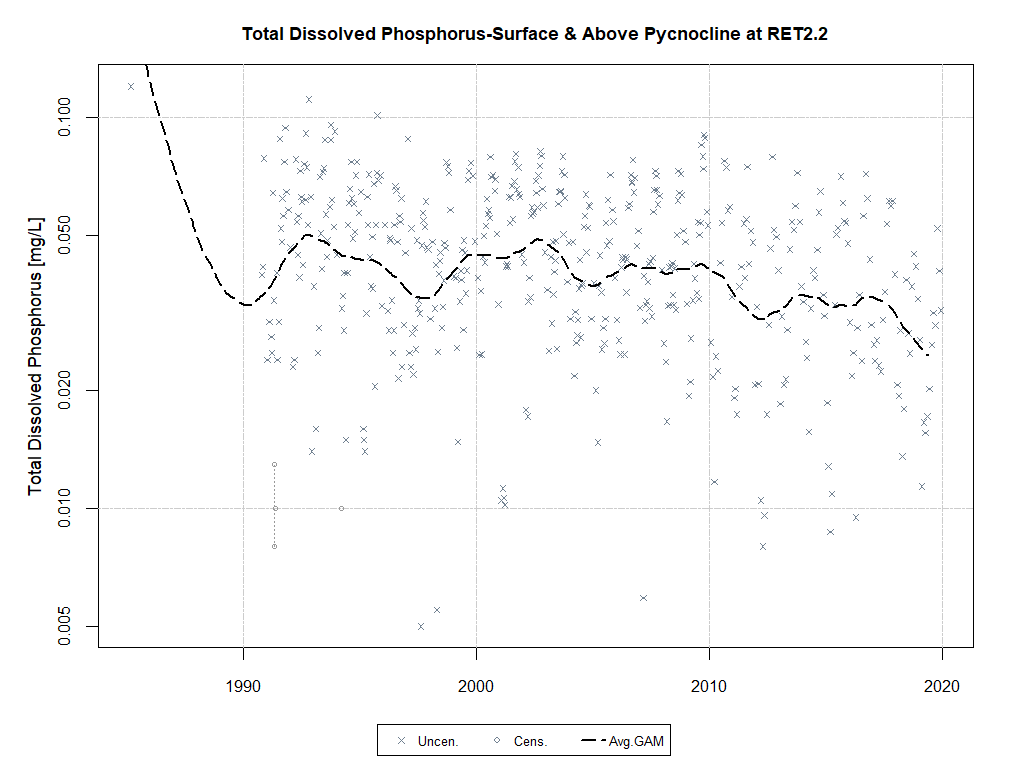 Total Dissolved Phosphorus-Surface & Above Pycnocline at RET2.2
Total Dissolved Phosphorus [mg/L]
0.100
0.050
0.020
0.010
0.005
1990 2000 2010 2020
Uncen. Cens. Avg.GAM